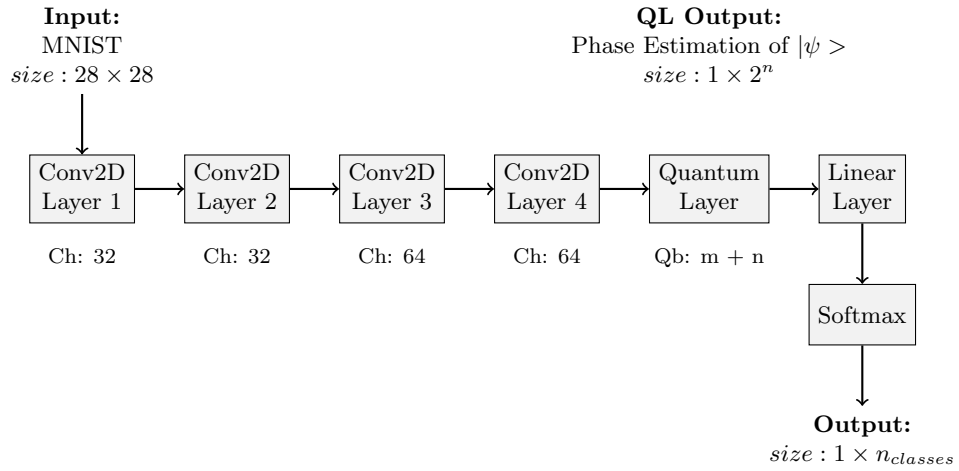 Input:
MNIST
size : 28 × 28
QL Output:
Phase Estimation of |ψ >
size : 1 × 2^n
Conv2D
Layer 1
Conv2D
Layer 2
Conv2D
Layer 3
Conv2D
Layer 4
Quantum
Layer
Linear
Layer
Ch: 32
Ch: 32
Ch: 64
Ch: 64
Qb: m + n
Softmax
Output:
size : 1 × n_{classes}